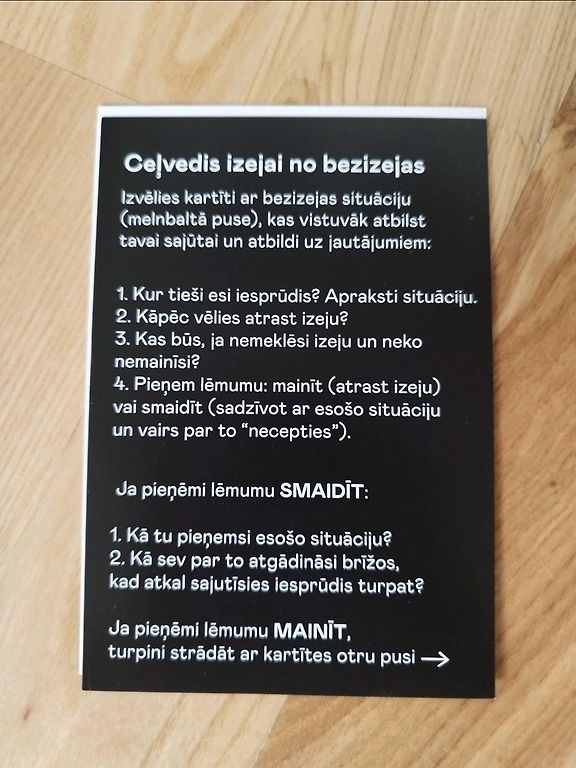 Ceļvedis izejai no bezizejas
Izvēlies kartīti ar bezizejas situāciju
(melnbaltā puse), kas vistuvāk atbilst
tavai sajūtai un atbildi uz jautājumiem:
1. Kur tieši esi iesprūdis? Apraksti situāciju.
2. Kāpēc vēlies atrast izeju?
3. Kas būs, ja nemeklēsi izeju un neko
nemainīsi?
4. Pieņem lēmumu: mainīt (atrast izeju)
vai smaidīt (sadzīvot ar esošo situāciju
un vairs par to “necepties”).
Ja pieņēmi lēmumu SMAIDĪT:
1. Kā tu pieņemsi esošo situāciju?
2. Kā sev par to atgādināsi brīžos,
kad atkal sajutīsies iesprūdis turpat?
Ja pieņēmi lēmumu MAINĪT,
turpini strādāt ar kartītes otru pusi →